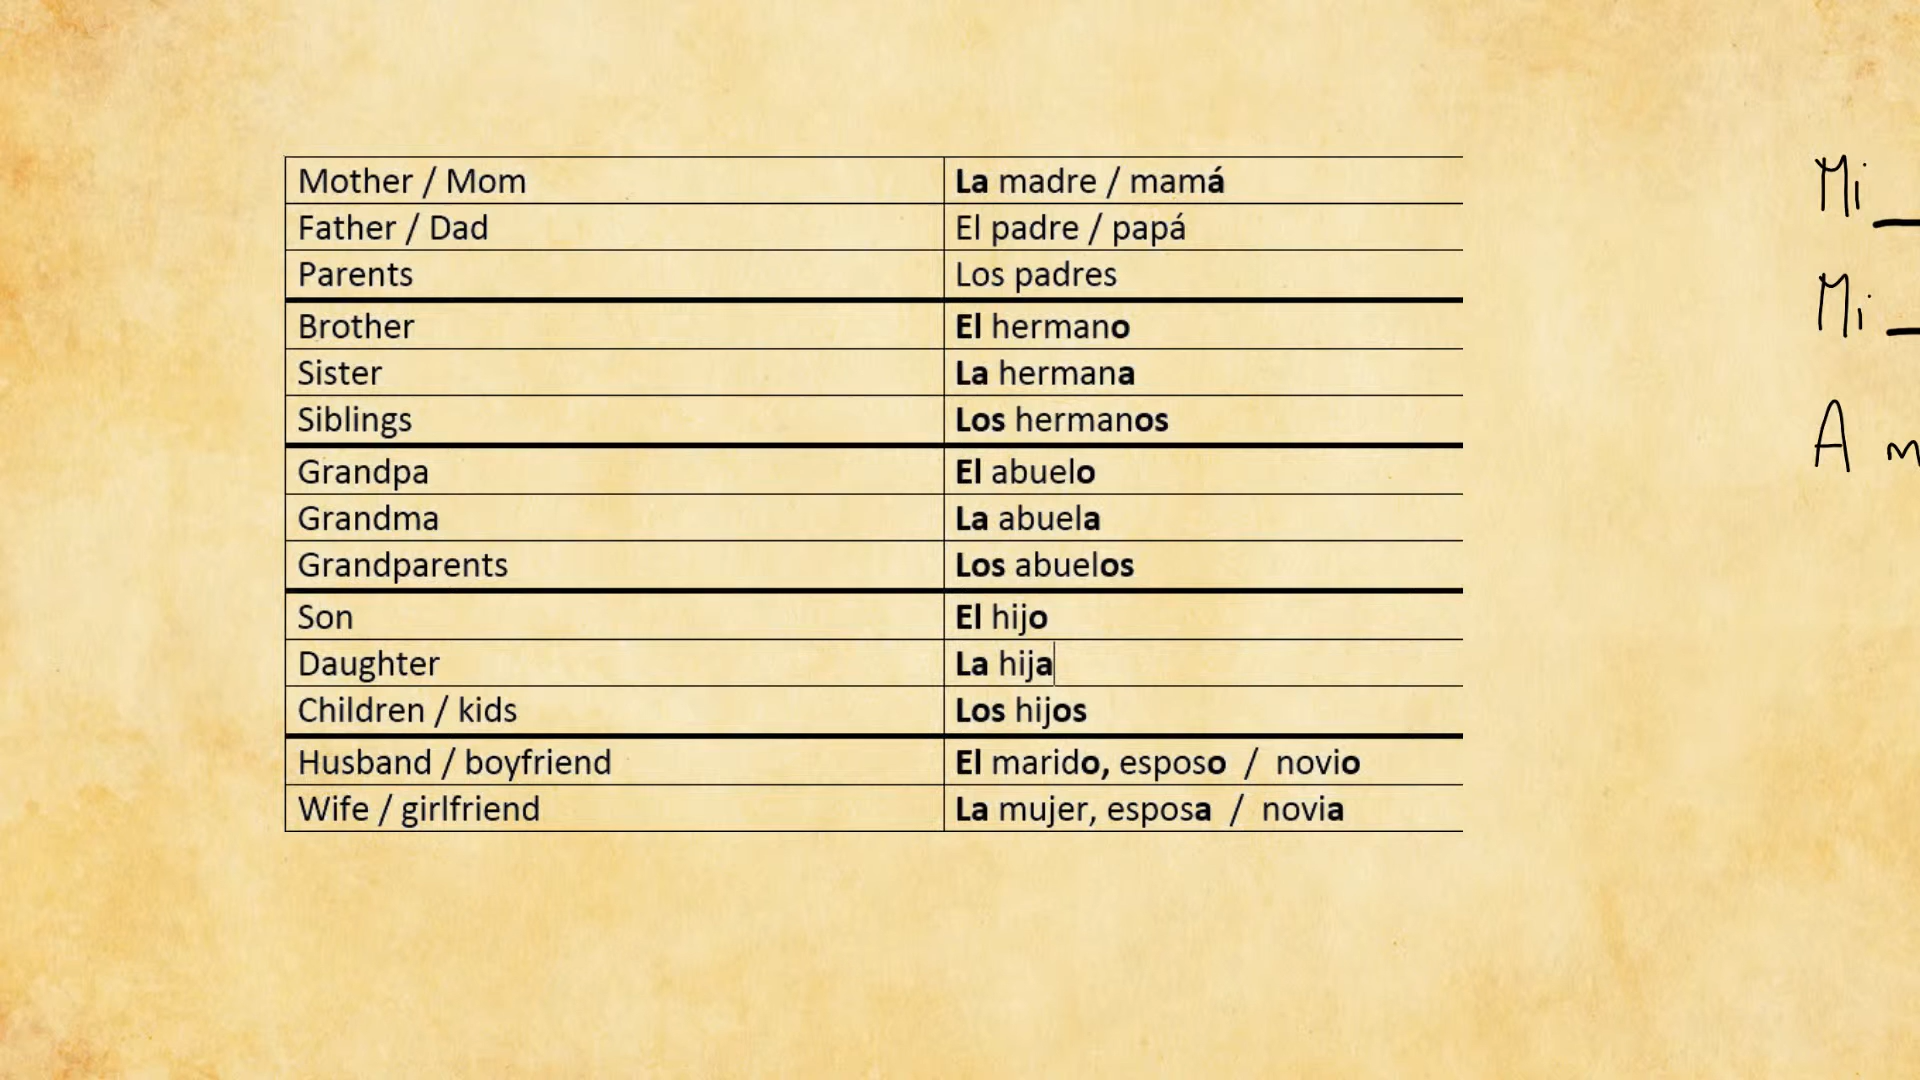 Mother / Mom La madre / mamá
Father / Dad El padre / papá
Parents Los padres
Brother El hermano
Sister La hermana
Siblings Los hermanos
Grandpa El abuelo
Grandma La abuela
Grandparents Los abuelos
Son El hijo
Daughter La hija
Children / kids Los hijos
Husband / boyfriend El marido, esposo / novio
Wife / girlfriend La mujer, esposa / novia
Mi
Mi
A